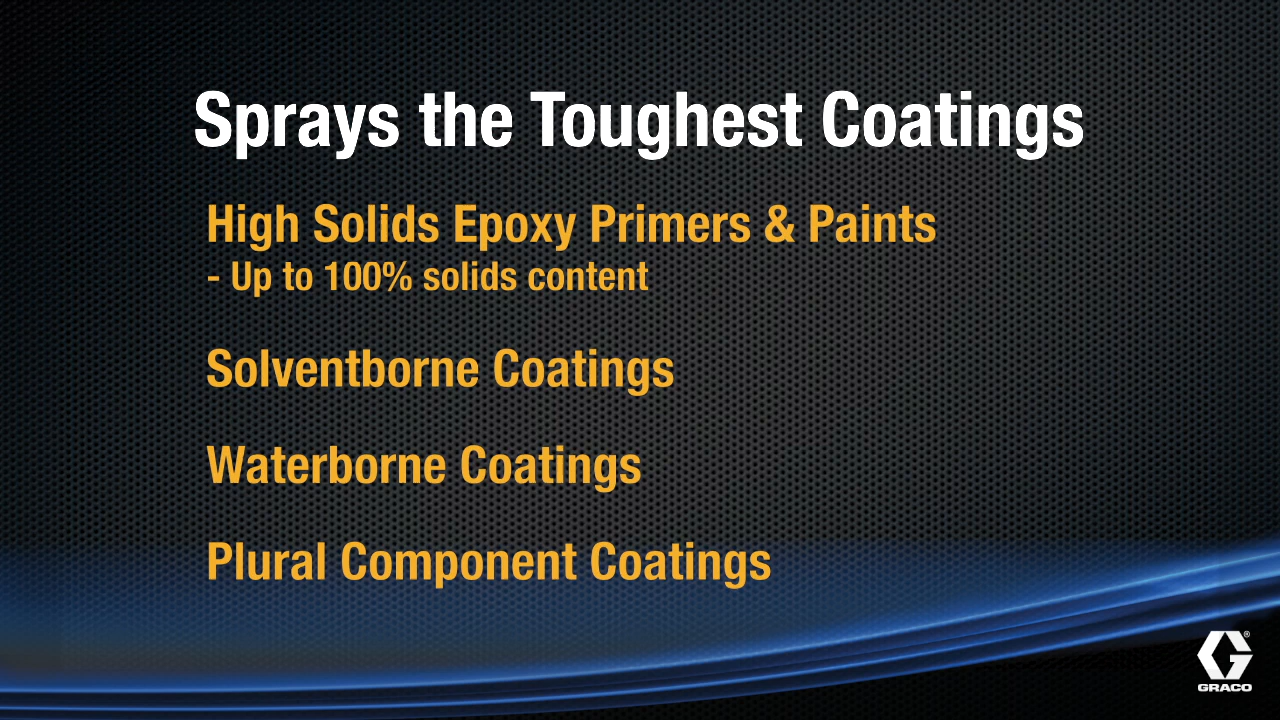 Sprays the Toughest Coatings
High Solids Epoxy Primers & Paints
- Up to 100% solids content
Solventborne Coatings
Waterborne Coatings
Plural Component Coatings
®
GRACO